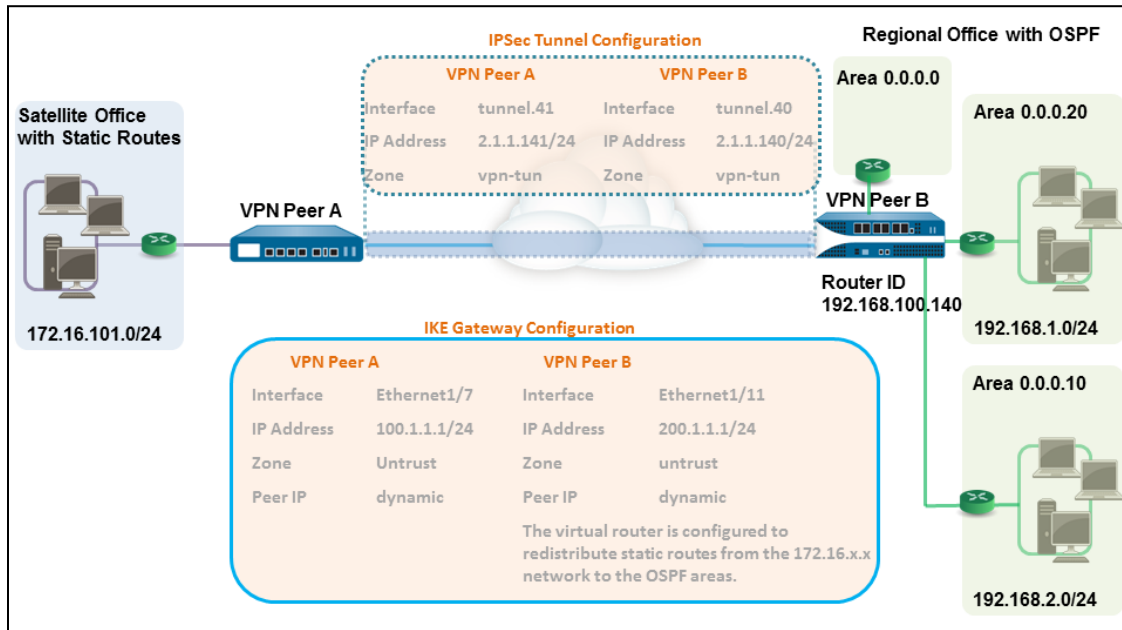 IPSec Tunnel Configuration
Regional Office with OSPF
VPN Peer A VPN Peer B
Interface tunnel.41 Interface tunnel.40
IP Address 2.1.1.141/24 IP Address 2.1.1.140/24
Zone vpn-tun Zone vpn-tun
Area 0.0.0.0
Area 0.0.0.20
Satellite Office
with Static Routes
VPN Peer A
VPN Peer B
Router ID
192.168.100.140
172.16.101.0/24
192.168.1.0/24
IKE Gateway Configuration
VPN Peer A VPN Peer B
Interface Ethernet1/7 Interface Ethernet1/11
IP Address 100.1.1.1/24 IP Address 200.1.1.1/24
Zone Untrust Zone untrust
Peer IP dynamic Peer IP dynamic
The virtual router is configured to
redistribute static routes from the 172.16.x.x
network to the OSPF areas.
Area 0.0.0.10
192.168.2.0/24